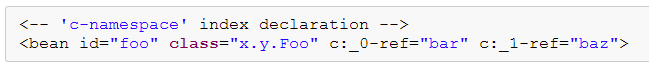 <-- 'c-namespace' index declaration -->
<bean id="foo" class="x.y.Foo" c:_0-ref="bar" c:_1-ref="baz">